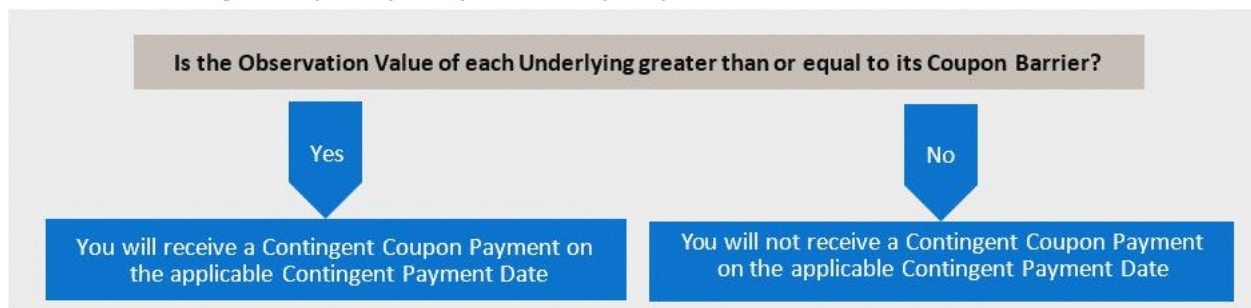 Is the Observation Value of each Underlying greater than or equal to its Coupon Barrier?
Yes
No
You will receive a Contingent Coupon Payment on
the applicable Contingent Payment Date
You will not receive a Contingent Coupon Payment
on the applicable Contingent Payment Date